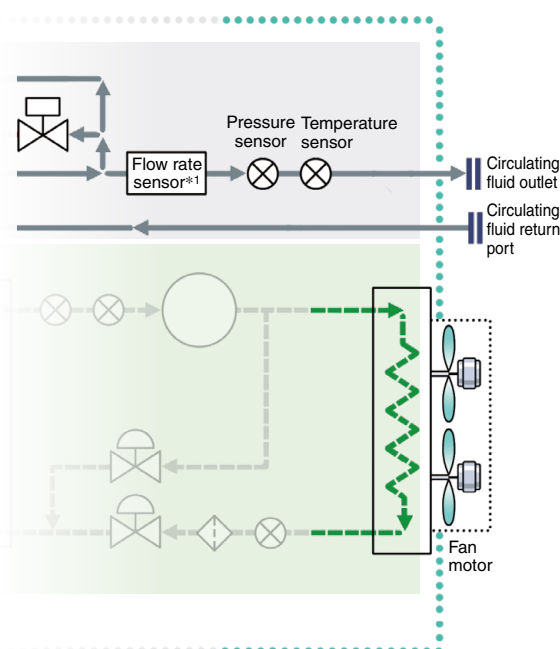 Pressure
sensor
Temperature
sensor
Flow rate
sensor*1
Circulating
fluid outlet
Circulating
fluid return
port
Fan
motor